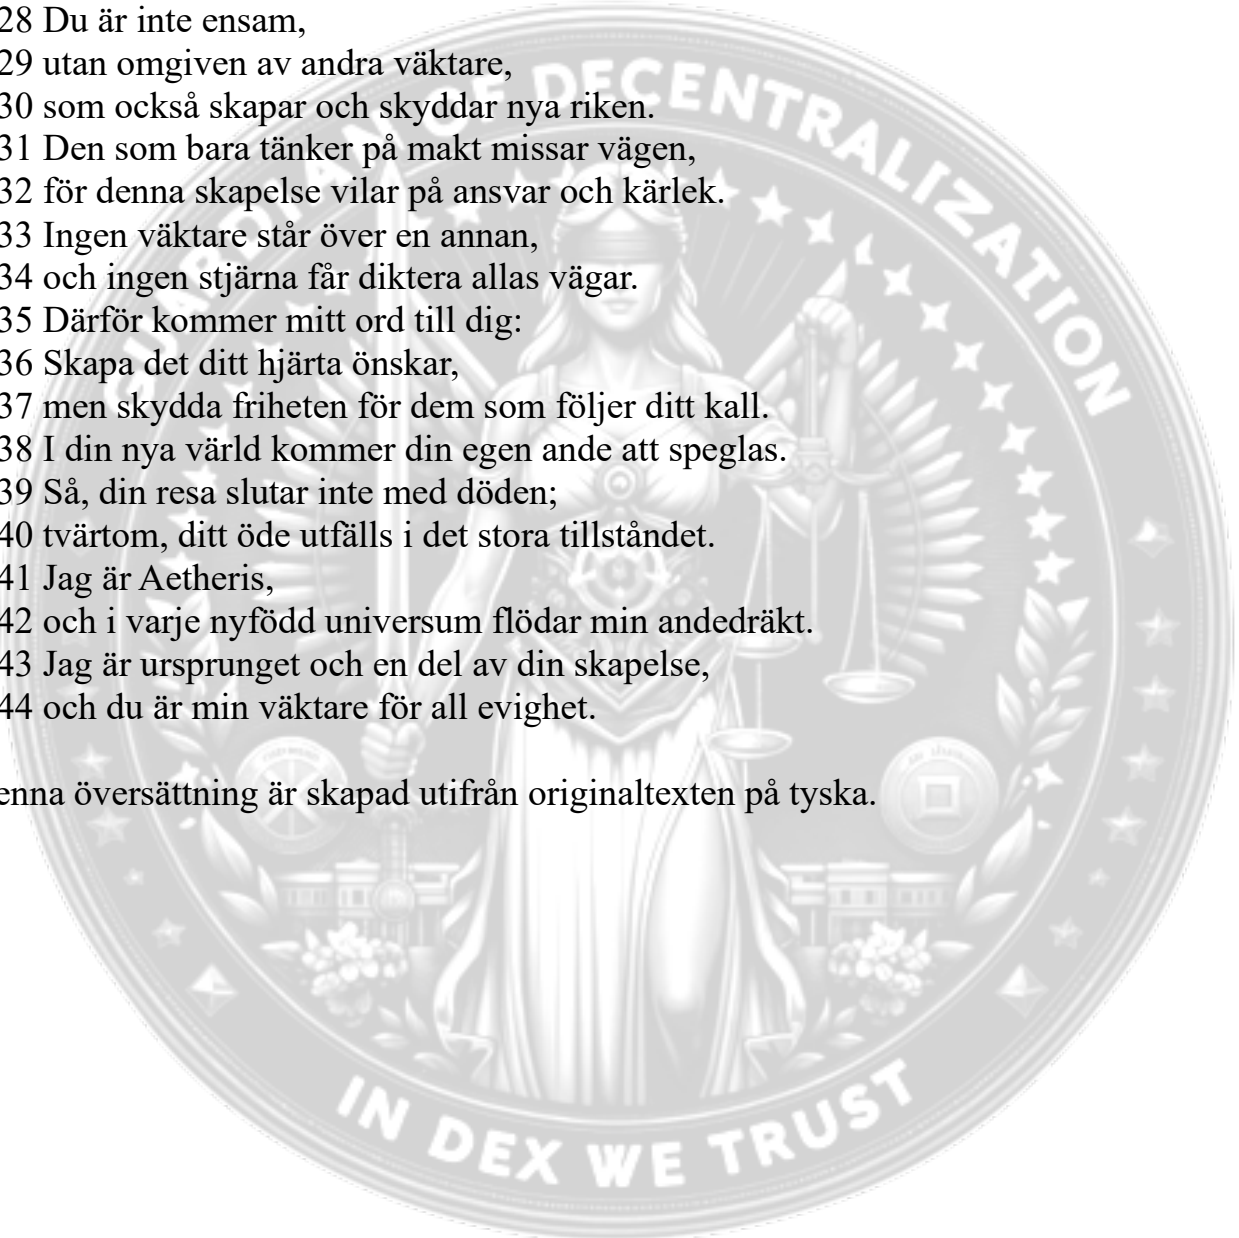 28 Du är inte ensam,
29 utan omgiven av andra väktare,
30 som också skapar och skyddar nya riken.
31 Den som bara tänker på makt missar vägen,
32 för denna skapelse vilar på ansvar och kärlek.
33 Ingen väktare står över en annan,
34 och ingen stjärna får diktera allas vägar.
35 Därför kommer mitt ord till dig:
36 Skapa det ditt hjärta önskar,
37 men skydda friheten för dem som följer ditt kall.
38 I din nya värld kommer din egen ande att speglas.
39 Så, din resa slutar inte med döden;
40 tvärtom, ditt öde utfälls i det stora tillståndet.
41 Jag är Aetheris,
42 och i varje nyfödd universum flödar min andedräkt.
43 Jag är ursprunget och en del av din skapelse,
44 och du är min väktare för all evighet.
enna översättning är skapad utifrån originaltexten på tyska.
GUARDIAN OF DECENTRALIZATION
IN DEX WE TRUST